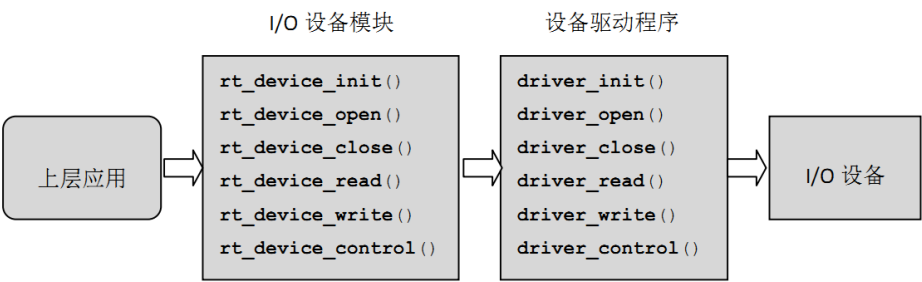 I/O 设备模块
设备驱动程序
上层应用
rt_device_init()
rt_device_open()
rt_device_close()
rt_device_read()
rt_device_write()
rt_device_control()
driver_init()
driver_open()
driver_close()
driver_read()
driver_write()
driver_control()
I/O 设备